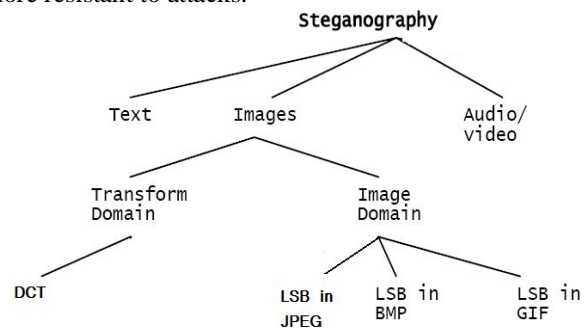 more resistant to attacks.
Steganography
Text
Images
Audio/
video
Transform
Domain
Image
Domain
DCT
LSB in
JPEG
LSB in
BMP
LSB in
GIF